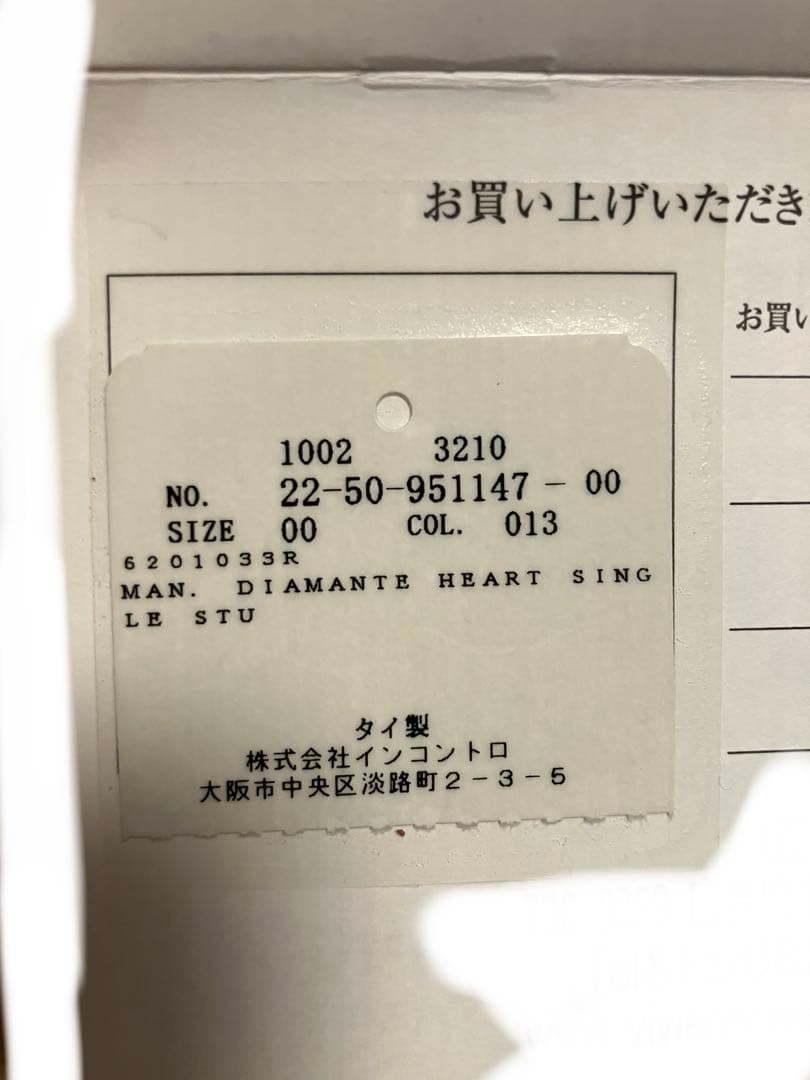 お買い上げいただき
お買い
1002 3210
NO. 22-50-951147 - 00
SIZE 00 COL. 013
6201033R
MAN. DIAMANTE HEART SING
LE STU
タイ製
株式会社インコントロ
大阪市中央区淡路町2-3-5